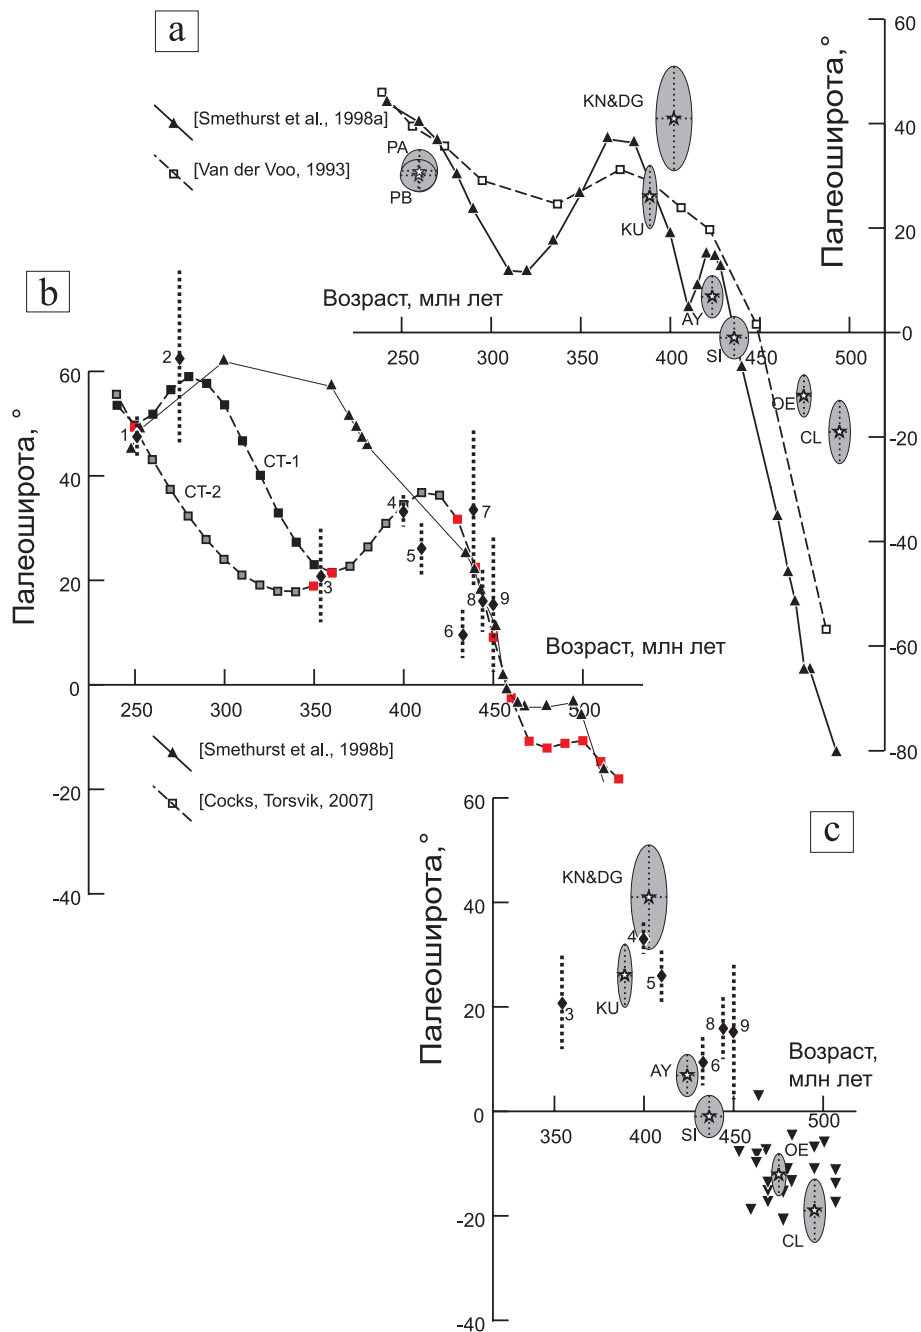 a
[Smethurst et al., 1998a]
[Van der Voo, 1993]
Палеоширота,°
60
40
20
0
-20
-40
-60
-80
KN&DG
PA
PB
KU
AY
SI
OE
CL
Возраст, млн лет
250 300 350 400 450 500
b
Палеоширота,°
60
40
20
0
-20
-40
1
2
3
4
5
6
7
8
9
CT-1
CT-2
Возраст, млн лет
250 300 350 400 450 500
[Smethurst et al., 1998b]
[Cocks, Torsvik, 2007]
c
Палеоширота,°
60
40
20
0
-20
-40
KN&DG
4
5
KU
3
8
9
6
AY
SI
OE
CL
Возраст,
млн лет
350 400 450 500